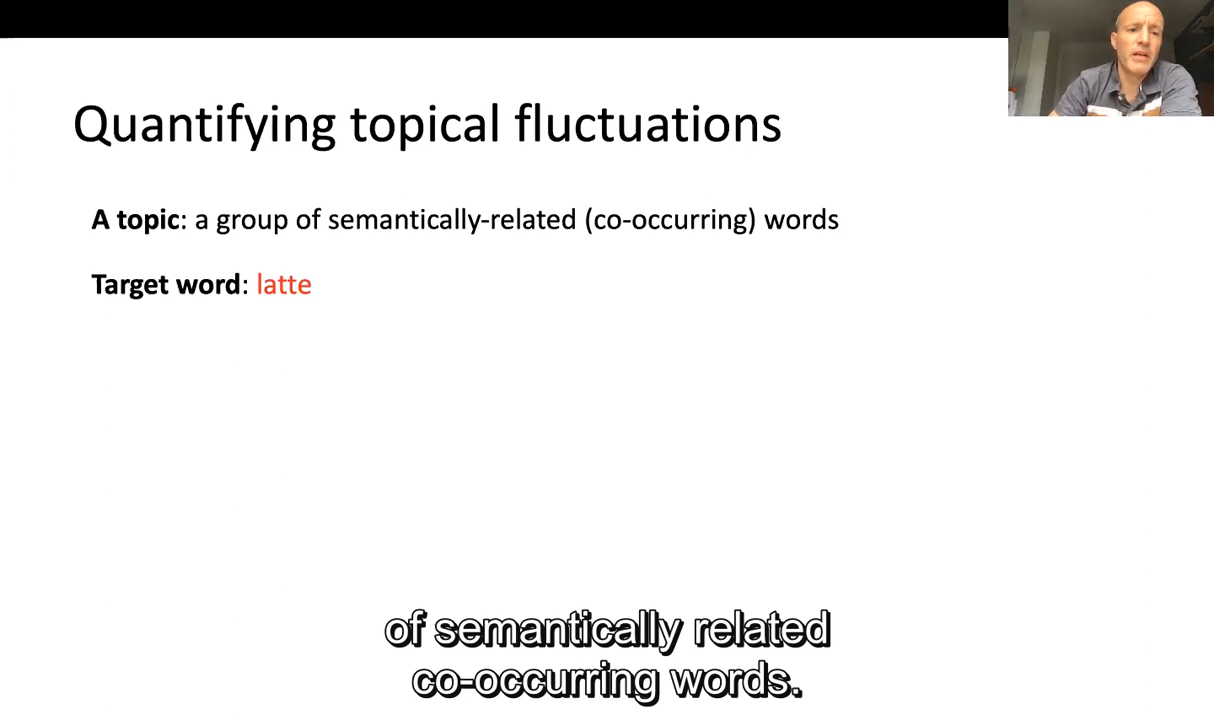 Quantifying topical fluctuations
A topic: a group of semantically-related (co-occurring) words
Target word: latte
of semantically related
co-occurring words.